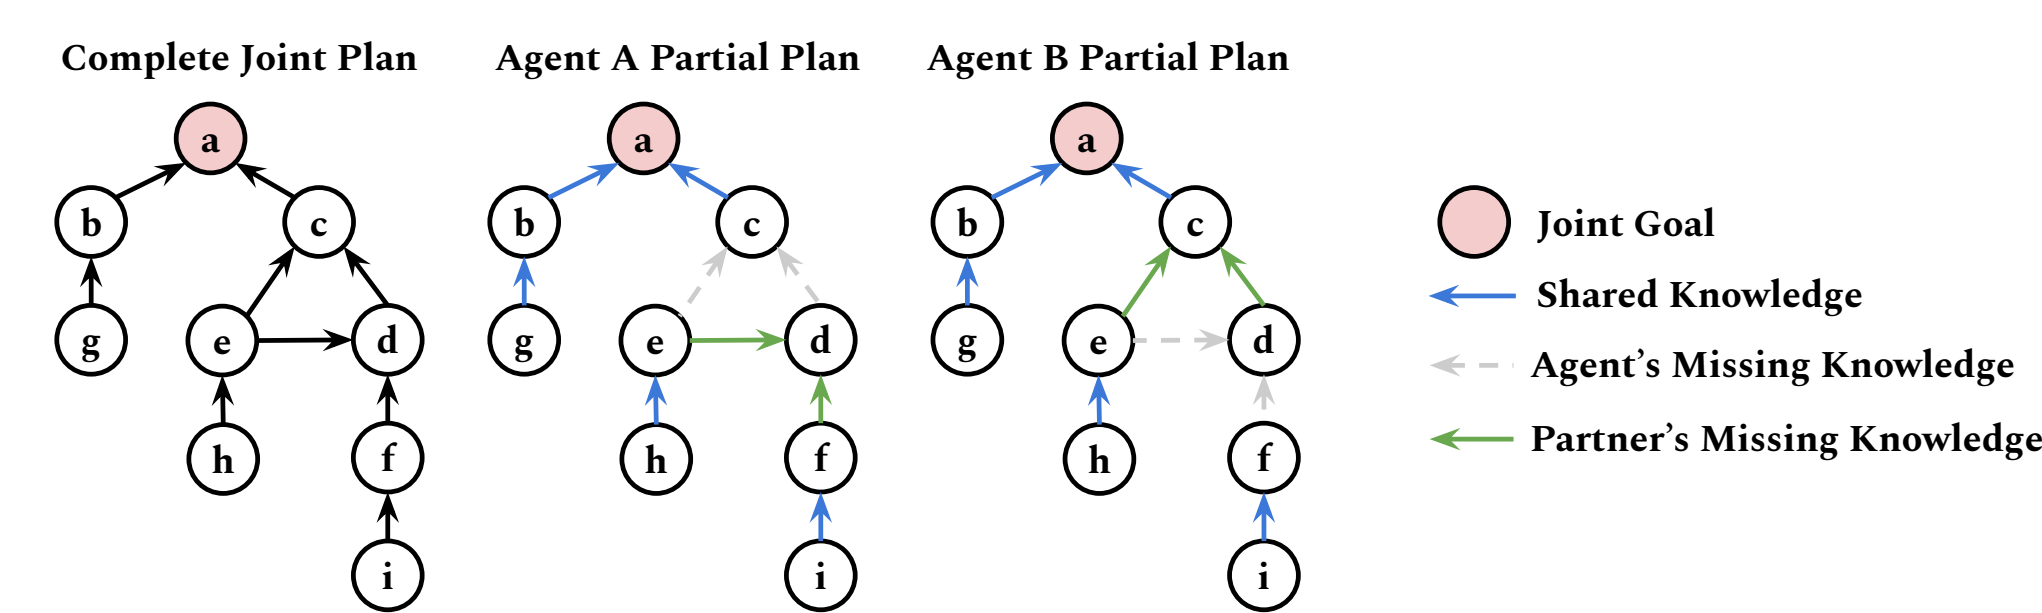 Complete Joint Plan
Agent A Partial Plan
Agent B Partial Plan
a
b
c
g
e
d
h
f
i
a
b
c
g
e
d
h
f
i
a
b
c
g
e
d
h
f
i
Joint Goal
Shared Knowledge
Agent’s Missing Knowledge
Partner’s Missing Knowledge